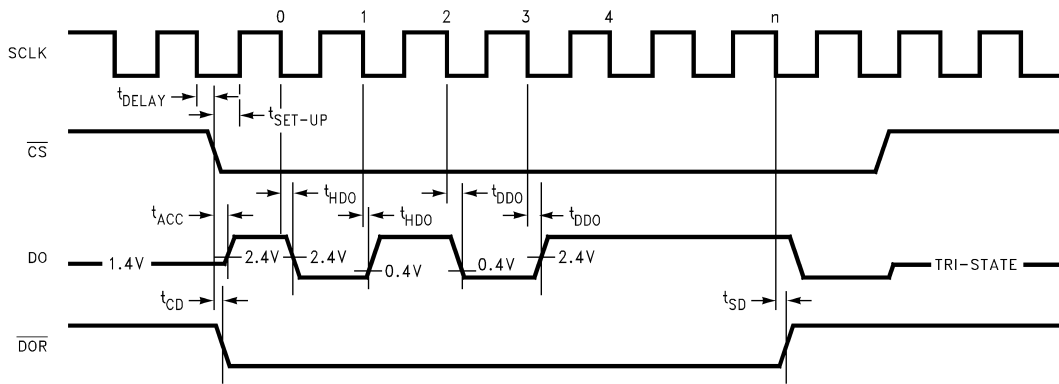 0 1 2 3 4 n
SCLK
tDELAY
tSET-UP
CS
tHDO
tHDO
tDDO
tDDO
tACC
DO
1.4V
2.4V
2.4V
0.4V
0.4V
2.4V
TRI-STATE
tCD
tSD
DOR